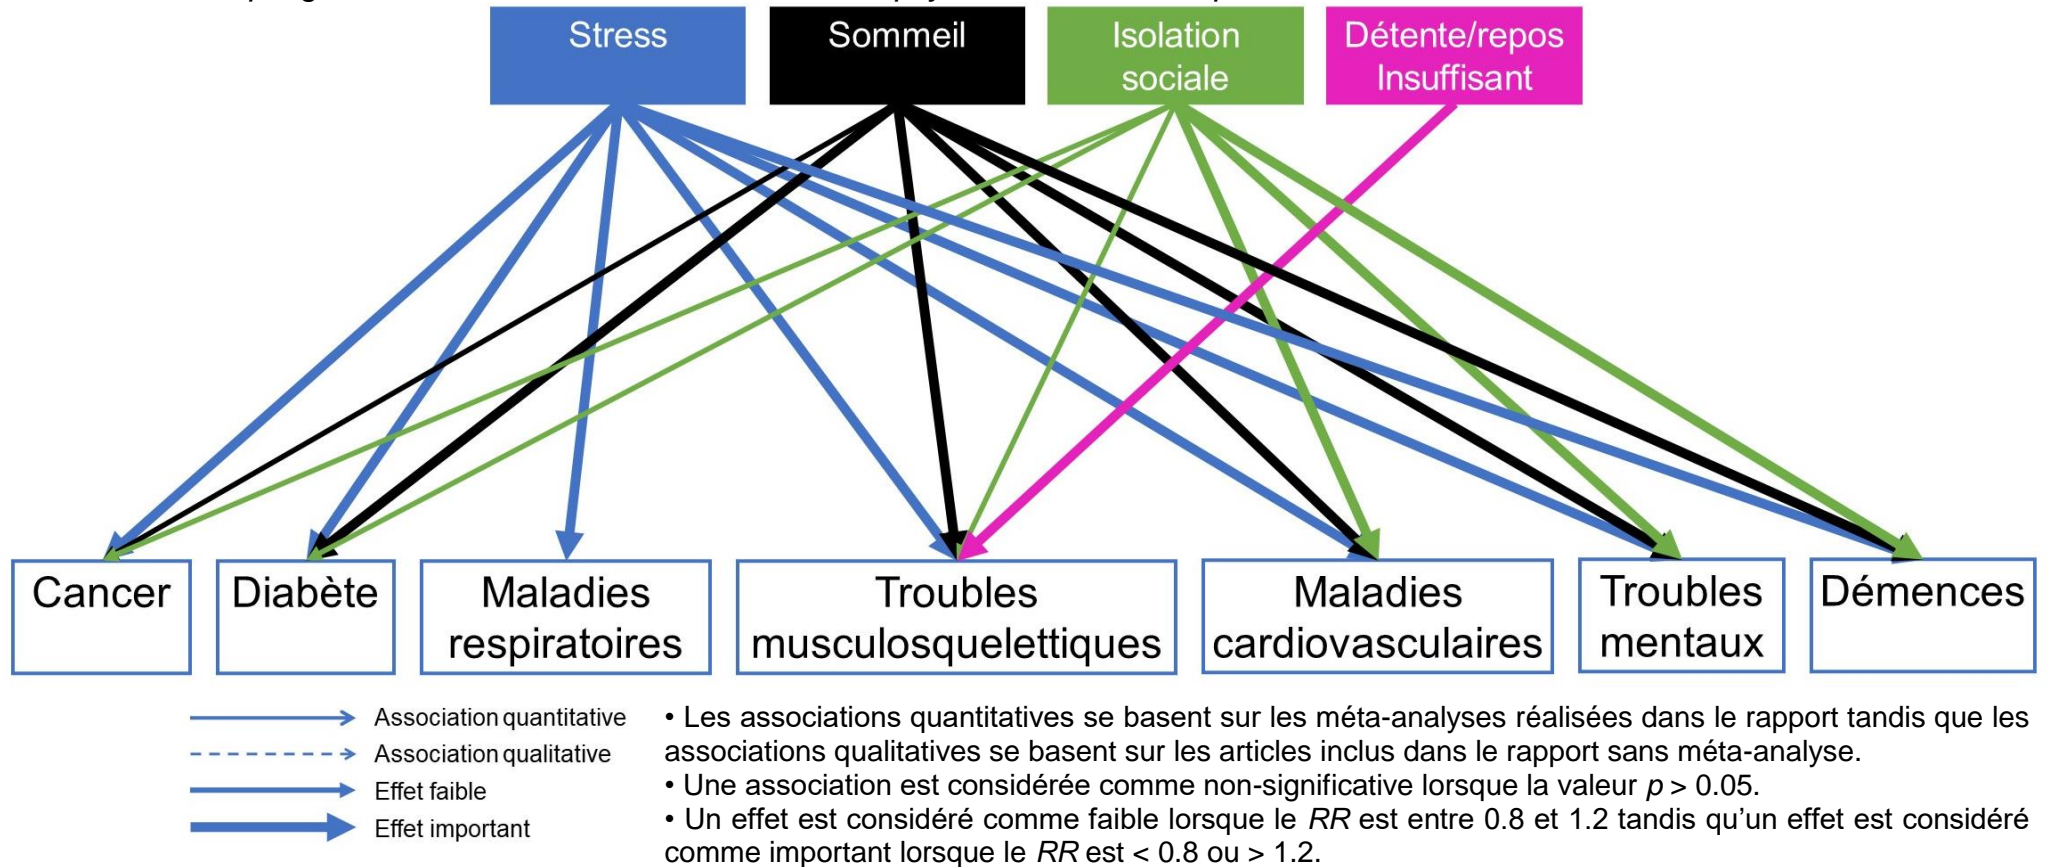 Stress
Sommeil
Isolation
sociale
Détente/repos
Insuffisant
Cancer
Diabète
Maladies
respiratoires
Troubles
musculosquelettiques
Maladies
cardiovasculaires
Troubles
mentaux
Démences
Association quantitative
Association qualitative
Effet faible
Effet important
• Les associations quantitatives se basent sur les méta-analyses réalisées dans le rapport tandis que les
associations qualitatives se basent sur les articles inclus dans le rapport sans méta-analyse.
• Une association est considérée comme non-significative lorsque la valeur p > 0.05.
• Un effet est considéré comme faible lorsque le RR est entre 0.8 et 1.2 tandis qu'un effet est considéré
comme important lorsque le RR est < 0.8 ou > 1.2.